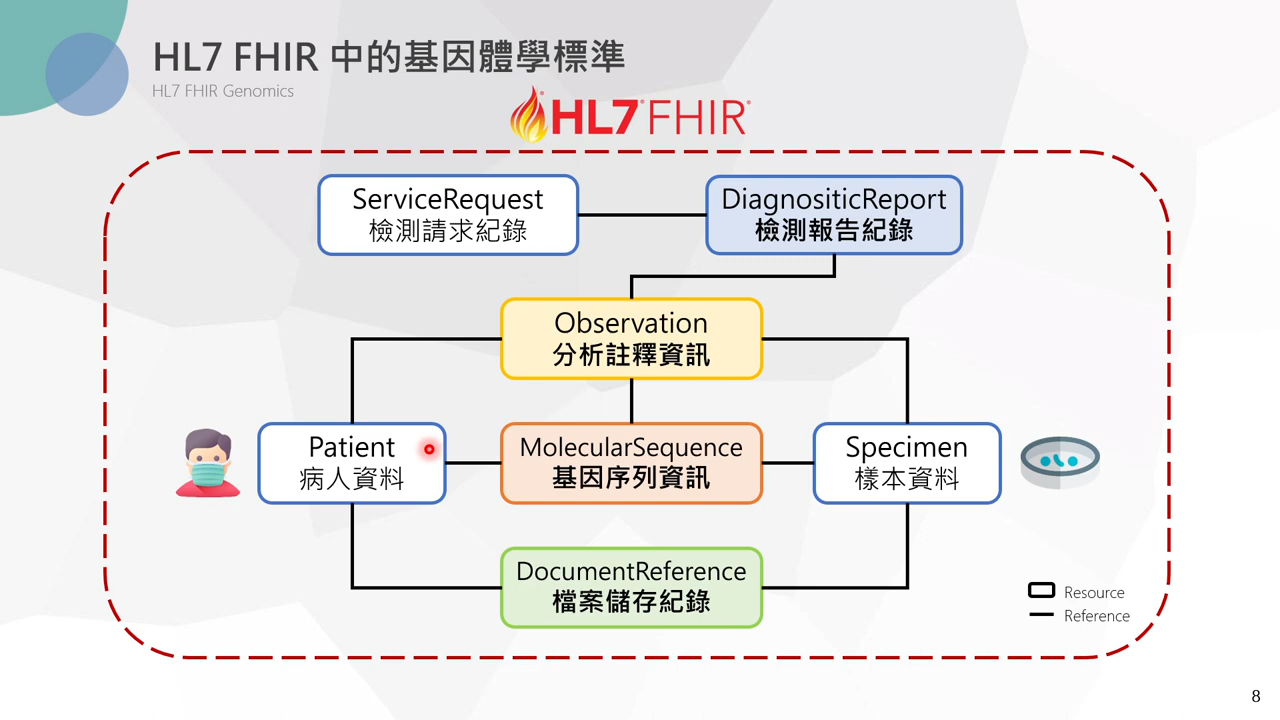 HL7 FHIR 中的基因體學標準
HL7 FHIR Genomics
HL7® FHIR®
ServiceRequest
檢測請求紀錄
DiagnositicReport
檢測報告紀錄
Observation
分析註釋資訊
Patient
病人資料
MolecularSequence
基因序列資訊
Specimen
樣本資料
DocumentReference
檔案儲存紀錄
Resource
Reference
8